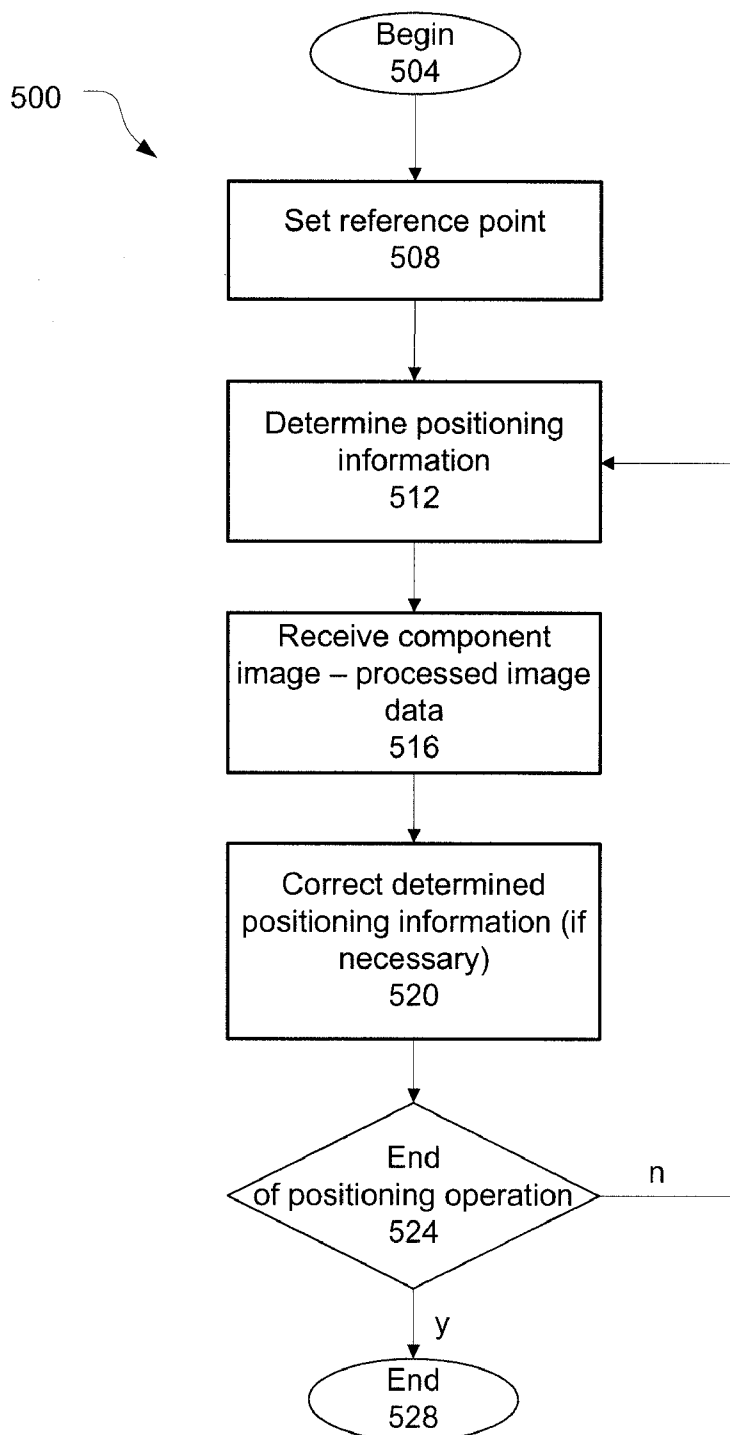 Begin
504
500
Set reference point
508
Determine positioning
information
512
Receive component
image – processed image
data
516
Correct determined
positioning information (if
necessary)
520
End
of positioning operation
524
n
y
End
528